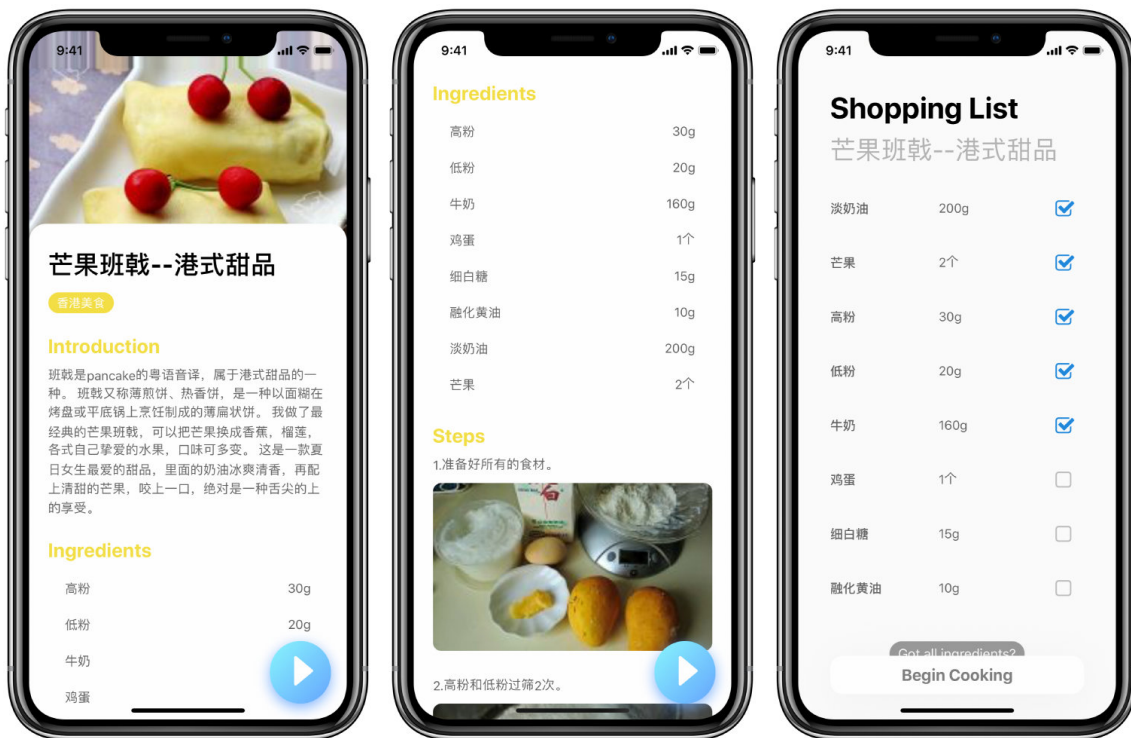 9:41
芒果班戟--港式甜品
香港美食
Introduction
班戟是pancake的粤语音译，属于港式甜品的一
种。 班戟又称薄煎饼、热香饼，是一种以面糊在
烤盘或平底锅上烹饪制成的薄扁状饼。 我做了最
经典的芒果班戟，可以把芒果换成香蕉，榴莲，
各式自己挚爱的水果，口味可多变。 这是一款夏
日女生最爱的甜品，里面的奶油冰爽清香，再配
上清甜的芒果，咬上一口，绝对是一种舌尖的上
的享受。
Ingredients
高粉 30g
低粉 20g
牛奶
鸡蛋
9:41
Ingredients
高粉 30g
低粉 20g
牛奶 160g
鸡蛋 1个
细白糖 15g
融化黄油 10g
淡奶油 200g
芒果 2个
Steps
1.准备好所有的食材。
2.高粉和低粉过筛2次。
9:41
Shopping List
芒果班戟--港式甜品
淡奶油 200g
芒果 2个
高粉 30g
低粉 20g
牛奶 160g
鸡蛋 1个
细白糖 15g
融化黄油 10g
Got all ingredients?
Begin Cooking